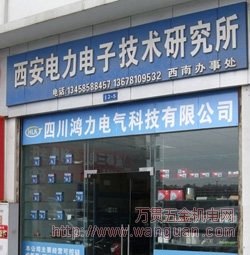 西安电力电子技术研究所
电话:13458588467 13678109532 西南办事处
HLK
四川鸿力电气科技有限公司
万贯五金机电网
www.wanguan.com